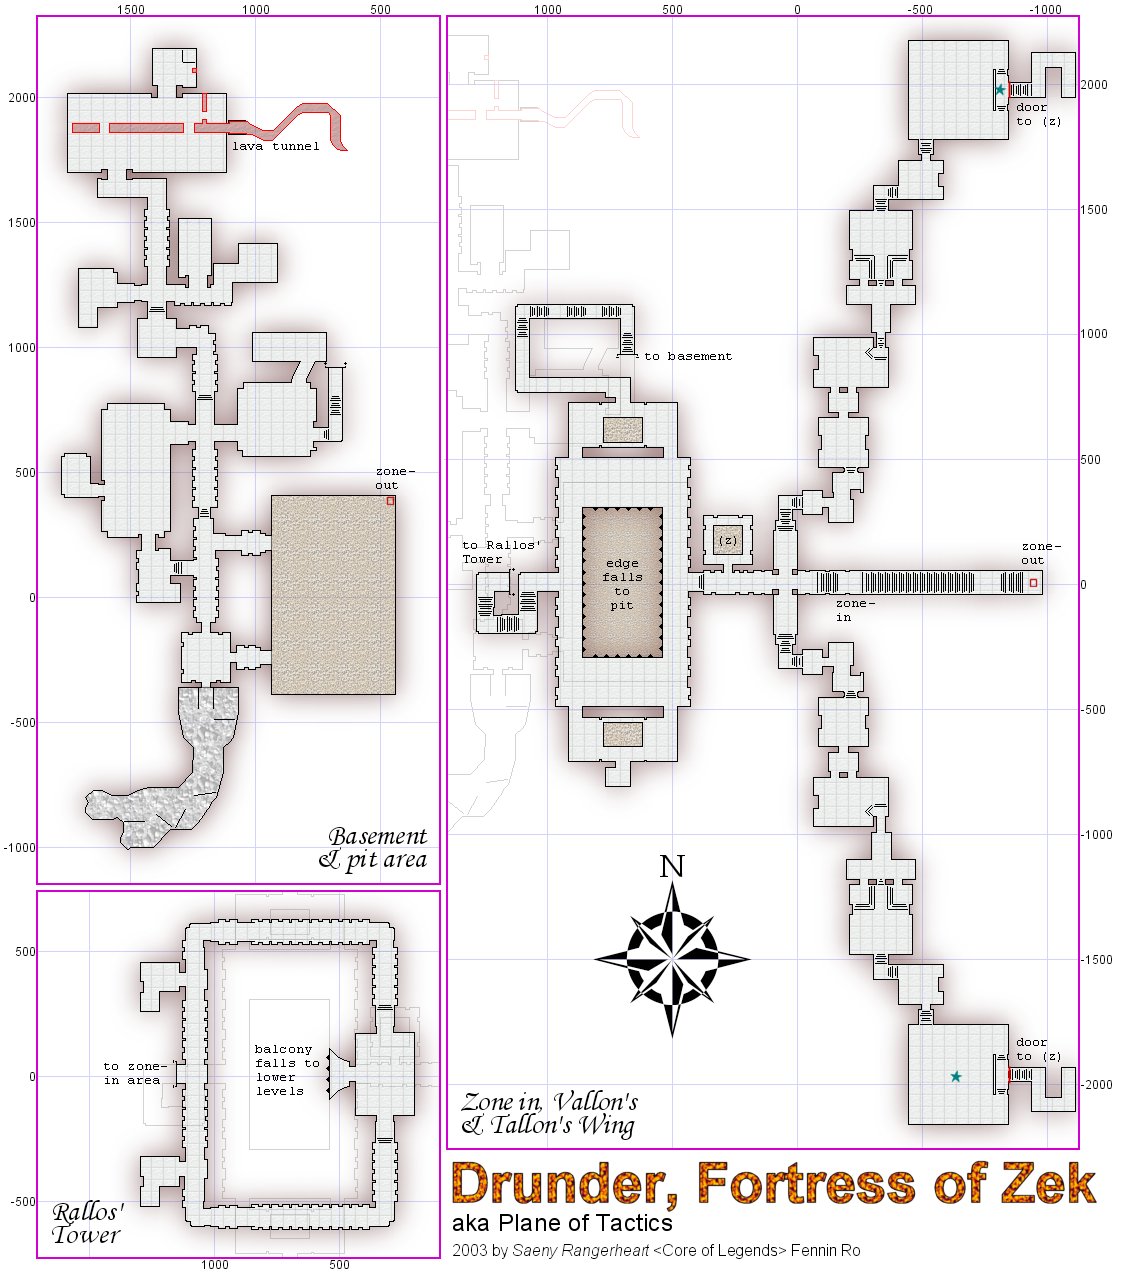 1500
1000
500
1000
500
0
-500
-1000
2000
1500
1000
500
0
-500
-1000
lava tunnel
zone-
out
Basement
& pit area
2000
1500
1000
500
0
-500
-1000
-1500
-2000
door
to (z)
to basement
to Rallos'
Tower
edge
falls
to
pit
(z)
zone-
out
zone-
in
N
door
to (z)
Zone in, Vallon's
& Tallon's Wing
500
0
-500
to zone-
in area
balcony
falls to
lower
levels
Rallos'
Tower
1000
500
Drunder, Fortress of Zek
aka Plane of Tactics
2003 by Saeny Rangerheart <Core of Legends> Fennin Ro